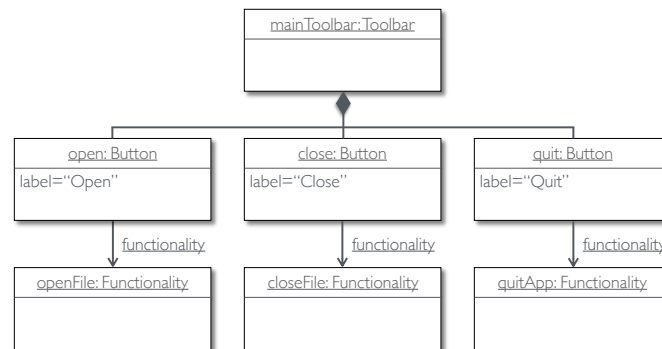 mainToolbar: Toolbar
open: Button
close: Button
quit: Button
label=“Open”
label=“Close”
label=“Quit”
functionality
functionality
functionality
openFile: Functionality
closeFile: Functionality
quitApp: Functionality